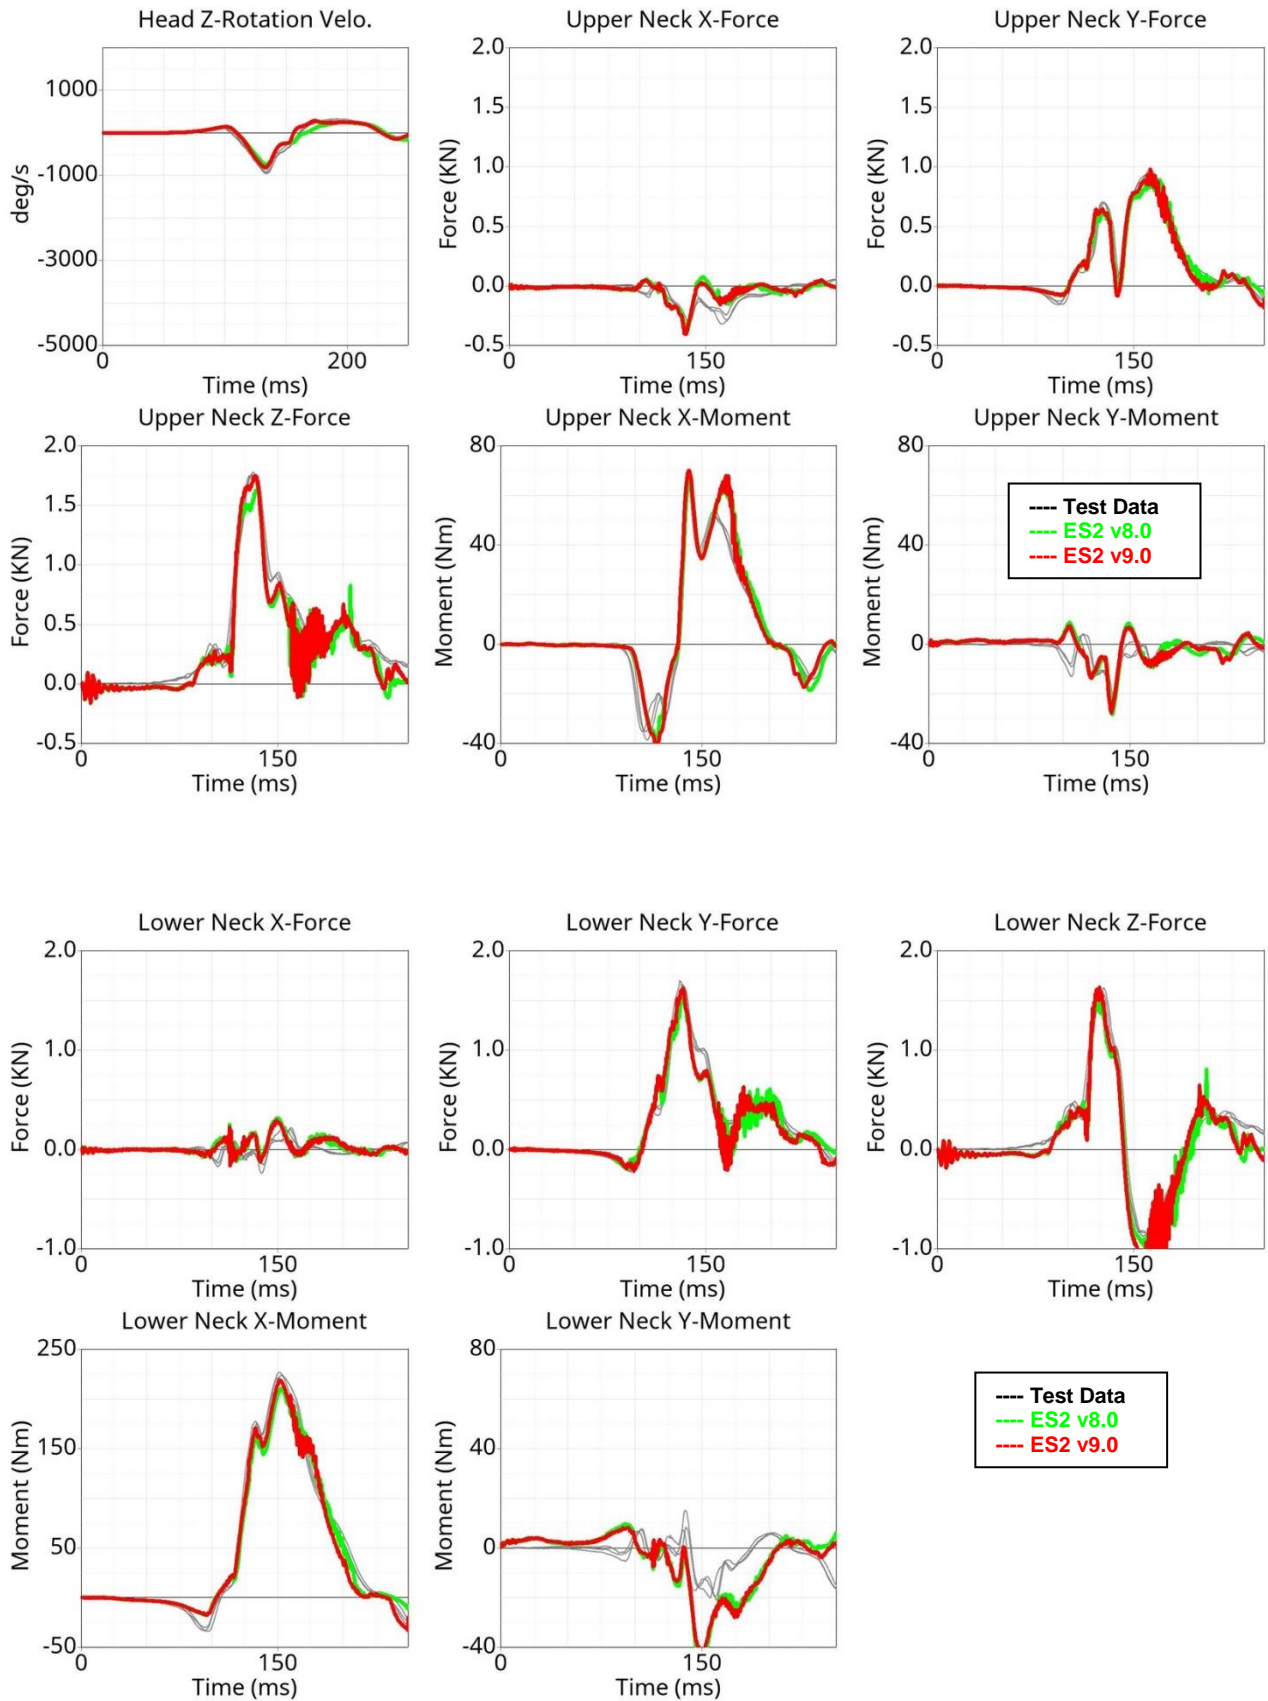 Head Z-Rotation Velo.
1000
-1000
-3000
-5000
deg/s
0
200
Time (ms)
Upper Neck X-Force
2.0
1.5
1.0
0.5
0.0
-0.5
Force (KN)
0
150
Time (ms)
Upper Neck Y-Force
2.0
1.5
1.0
0.5
0.0
-0.5
Force (KN)
0
150
Time (ms)
Upper Neck Z-Force
2.0
1.5
1.0
0.5
0.0
-0.5
Force (KN)
0
150
Time (ms)
Upper Neck X-Moment
80
40
0
-40
Moment (Nm)
0
150
Time (ms)
Upper Neck Y-Moment
80
40
0
-40
Moment (Nm)
0
150
Time (ms)
---- Test Data
---- ES2 v8.0
---- ES2 v9.0
Lower Neck X-Force
2.0
1.0
0.0
-1.0
Force (KN)
0
150
Time (ms)
Lower Neck Y-Force
2.0
1.0
0.0
-1.0
Force (KN)
0
150
Time (ms)
Lower Neck Z-Force
2.0
1.0
0.0
-1.0
Force (KN)
0
150
Time (ms)
Lower Neck X-Moment
250
150
50
-50
Moment (Nm)
0
150
Time (ms)
Lower Neck Y-Moment
80
40
0
-40
Moment (Nm)
0
150
Time (ms)
---- Test Data
---- ES2 v8.0
---- ES2 v9.0